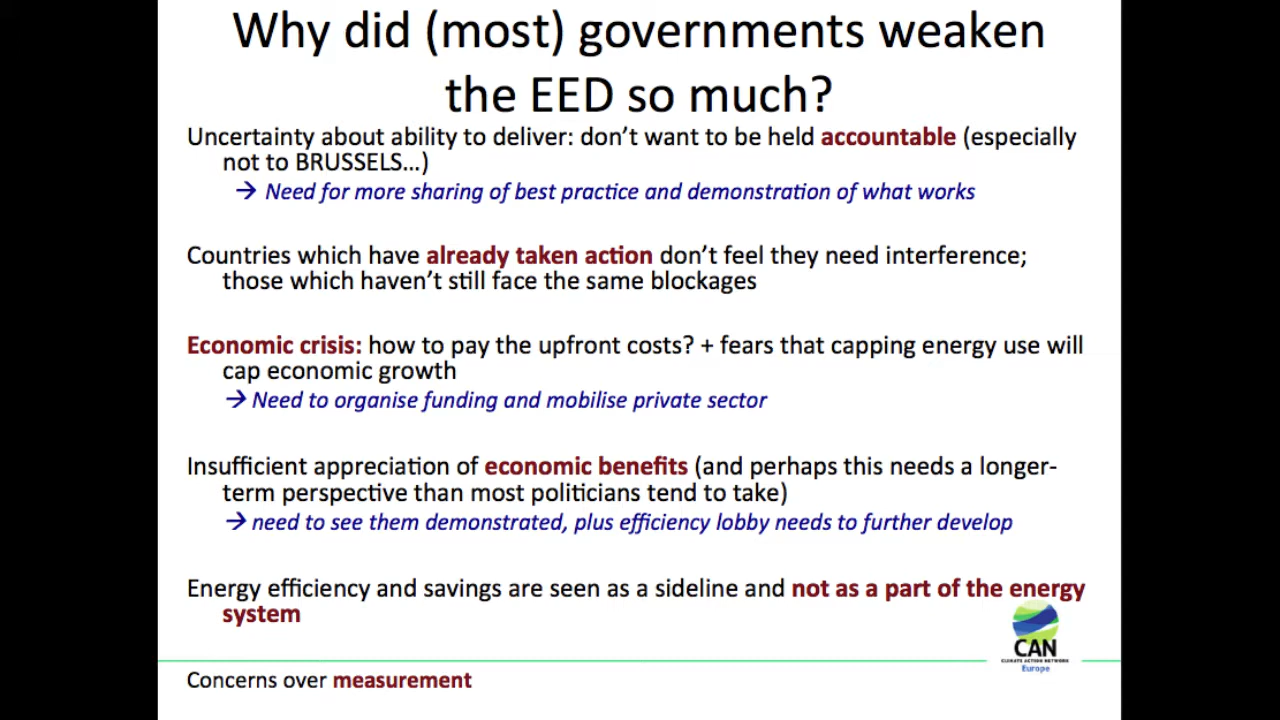 Why did (most) governments weaken
the EED so much?
Uncertainty about ability to deliver: don't want to be held accountable (especially
not to BRUSSELS...)
→ Need for more sharing of best practice and demonstration of what works
Countries which have already taken action don't feel they need interference;
those which haven't still face the same blockages
Economic crisis: how to pay the upfront costs? + fears that capping energy use will
cap economic growth
→ Need to organise funding and mobilise private sector
Insufficient appreciation of economic benefits (and perhaps this needs a longer-
term perspective than most politicians tend to take)
→ need to see them demonstrated, plus efficiency lobby needs to further develop
Energy efficiency and savings are seen as a sideline and not as a part of the energy
system
CAN
CLIMATE ACTION NETWORK
Europe
Concerns over measurement